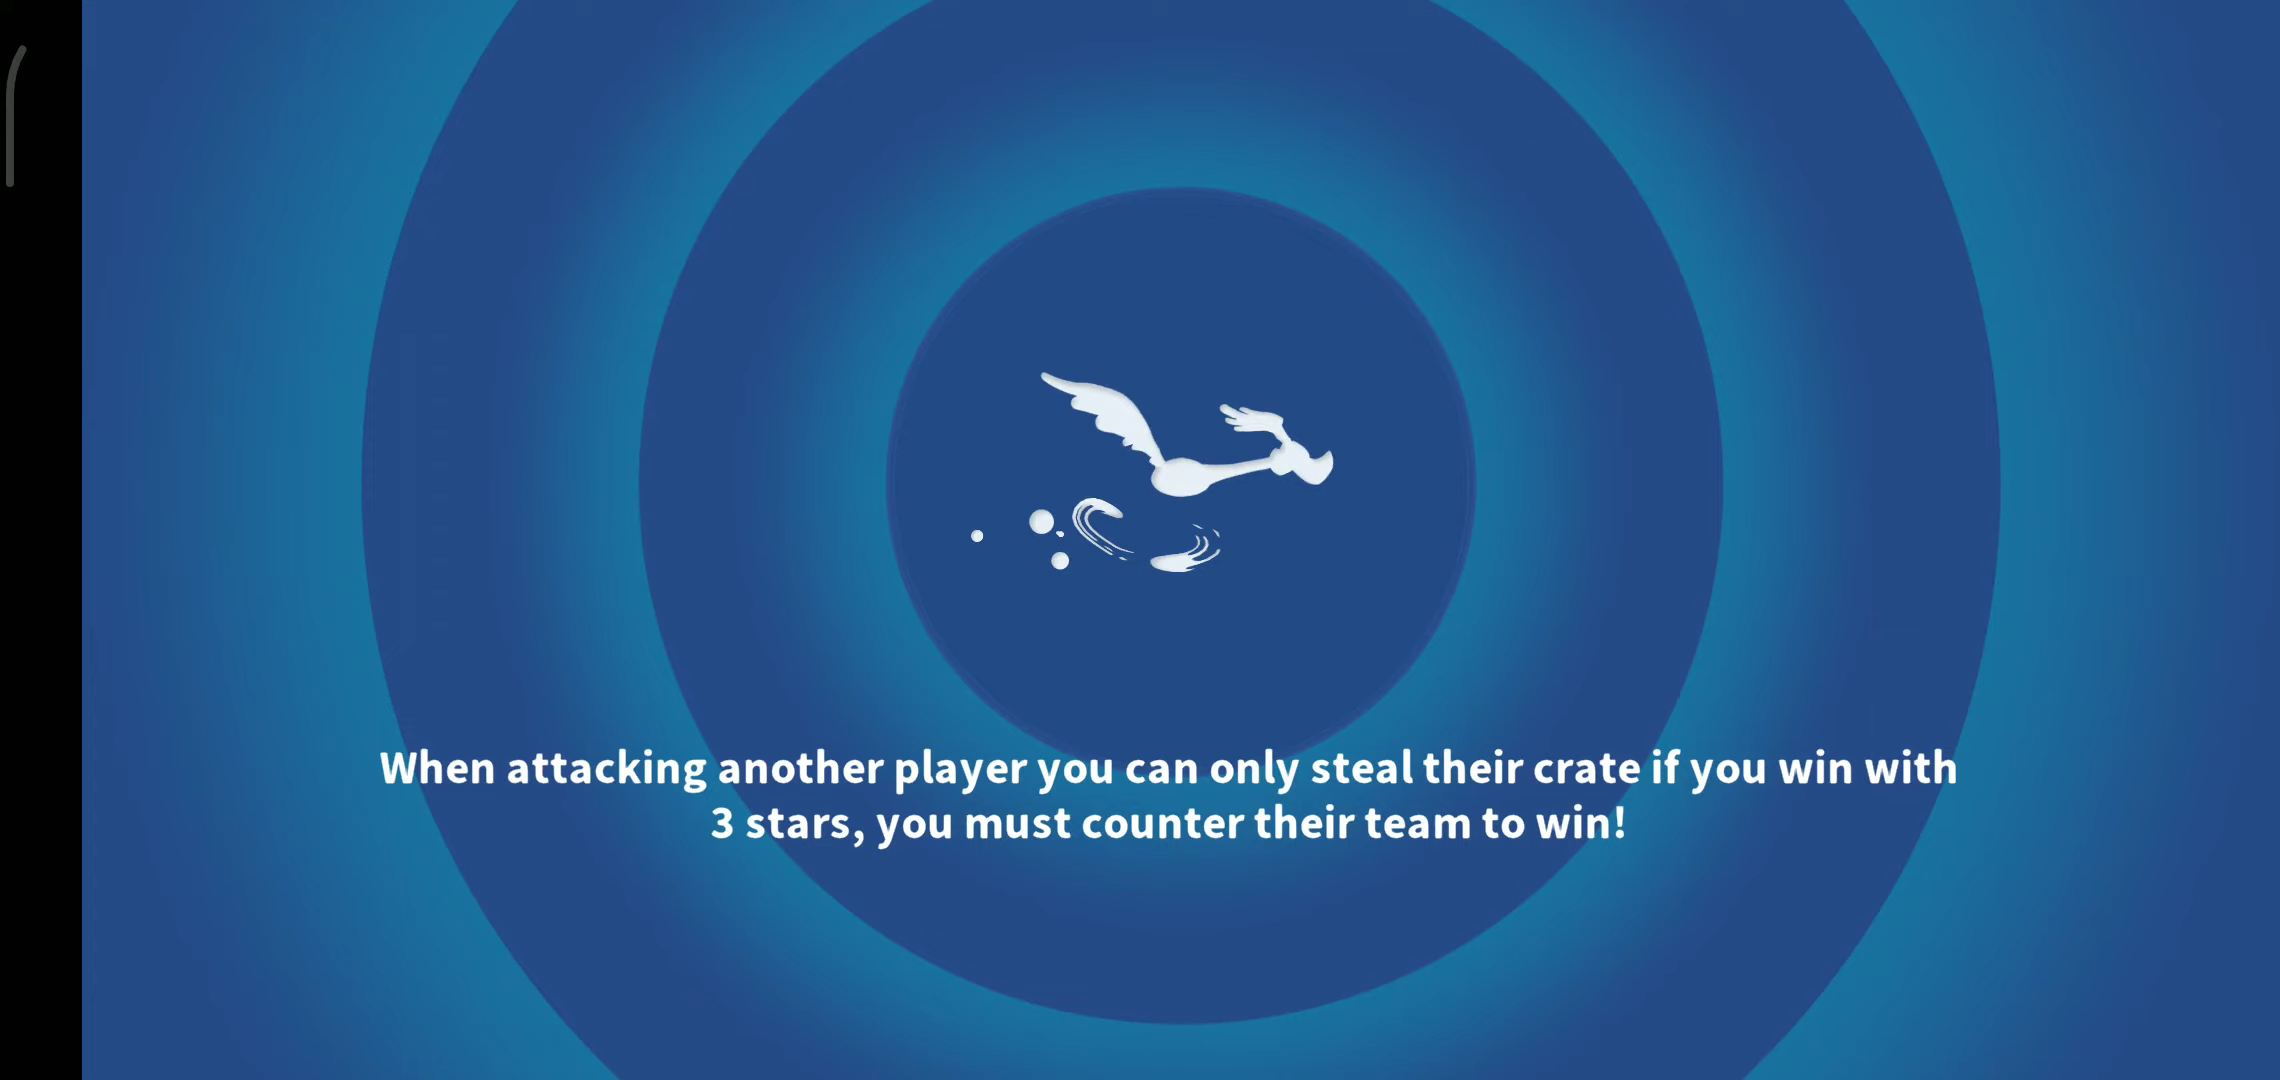 When attacking another player you can only steal their crate if you win with
3 stars, you must counter their team to win!